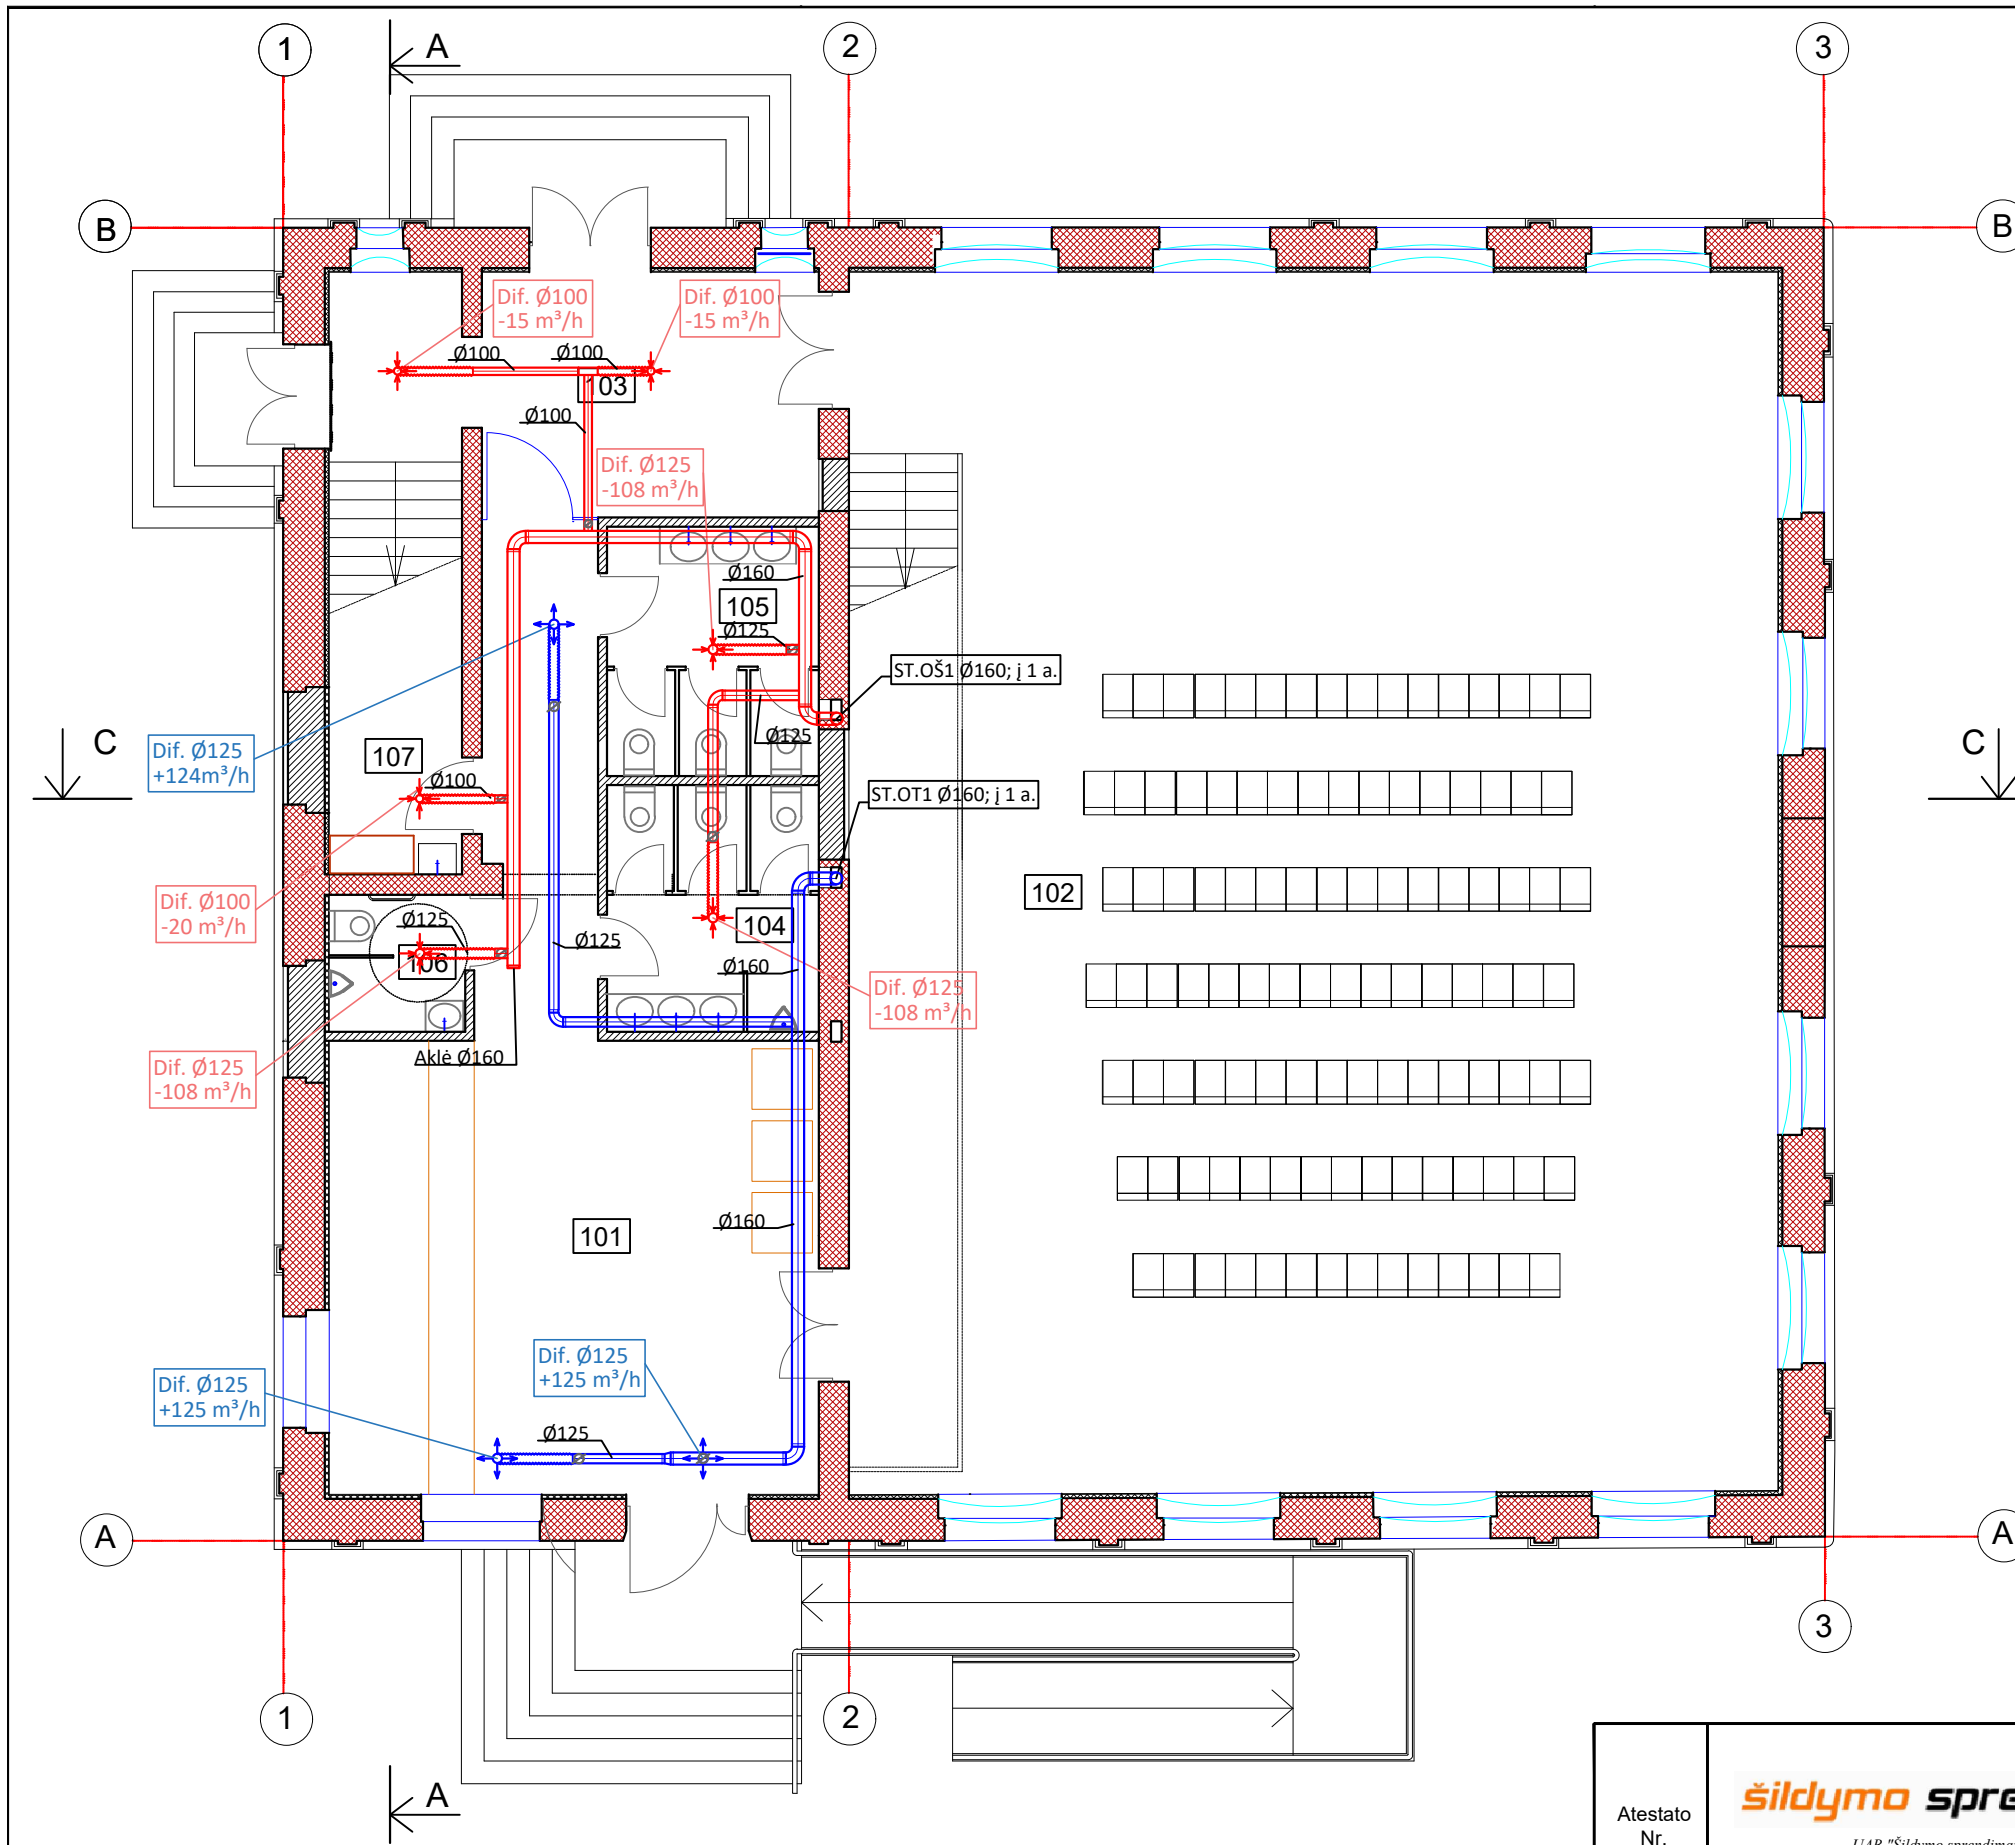 1
A
2
3
B
B
Dif. Ø100
-15 m³/h
Dif. Ø100
-15 m³/h
Ø100
Ø100
03
Ø100
Dif. Ø125
-108 m³/h
Ø160
105
Ø125
ST.OŠ1 Ø160; į 1 a.
C
C
Dif. Ø125
+124m³/h
107
Ø125
Ø100
ST.OT1 Ø160; į 1 a.
102
Dif. Ø100
-20 m³/h
Ø125
104
106
Ø125
Ø160
Dif. Ø125
-108 m³/h
Aklė Ø160
Dif. Ø125
-108 m³/h
Ø160
101
Dif. Ø125
+125 m³/h
Dif. Ø125
+125 m³/h
Ø125
A
A
3
1
2
A
šildymo spre
Atestato
Nr.